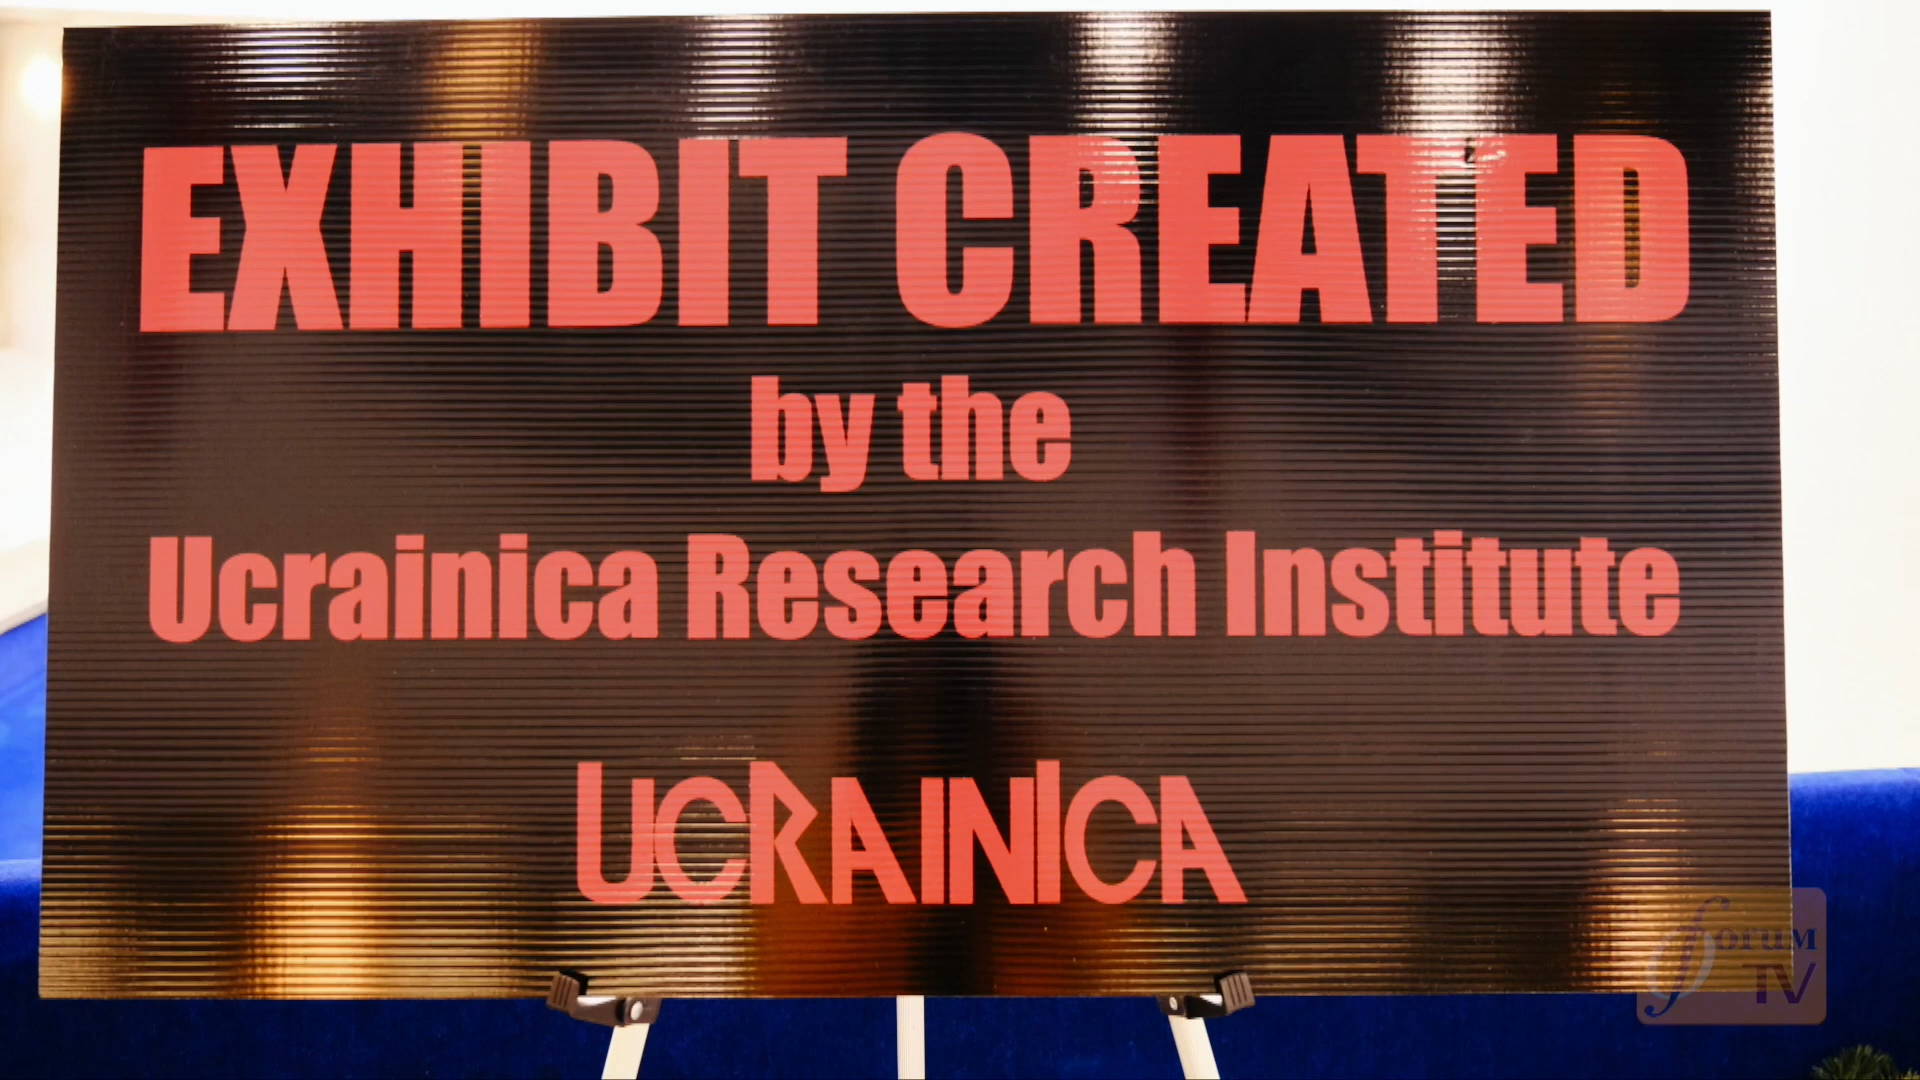 EXHIBIT CREATED
by the
Ucrainica Research Institute
UCRAINICA
Forum
TV